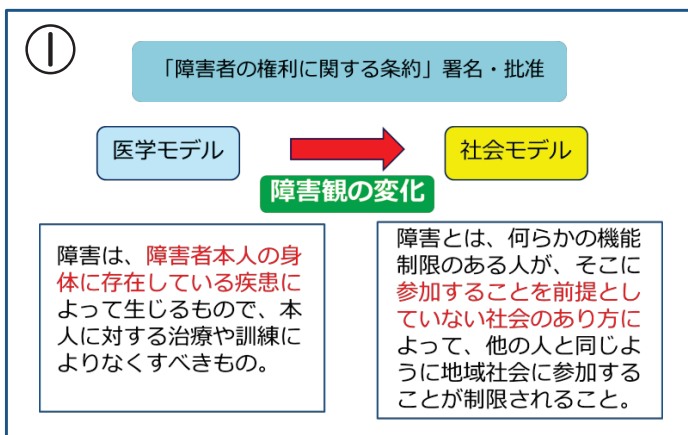 ①
「障害者の権利に関する条約」署名・批准
医学モデル
社会モデル
障害観の変化
障害は、障害者本人の身
体に存在している疾患に
よって生じるもので、本
人に対する治療や訓練に
よりなくすべきもの。
障害とは、何らかの機能
制限のある人が、そこに
参加することを前提とし
ていない社会のあり方に
よって、他の人と同じよ
うに地域社会に参加する
ことが制限されること。